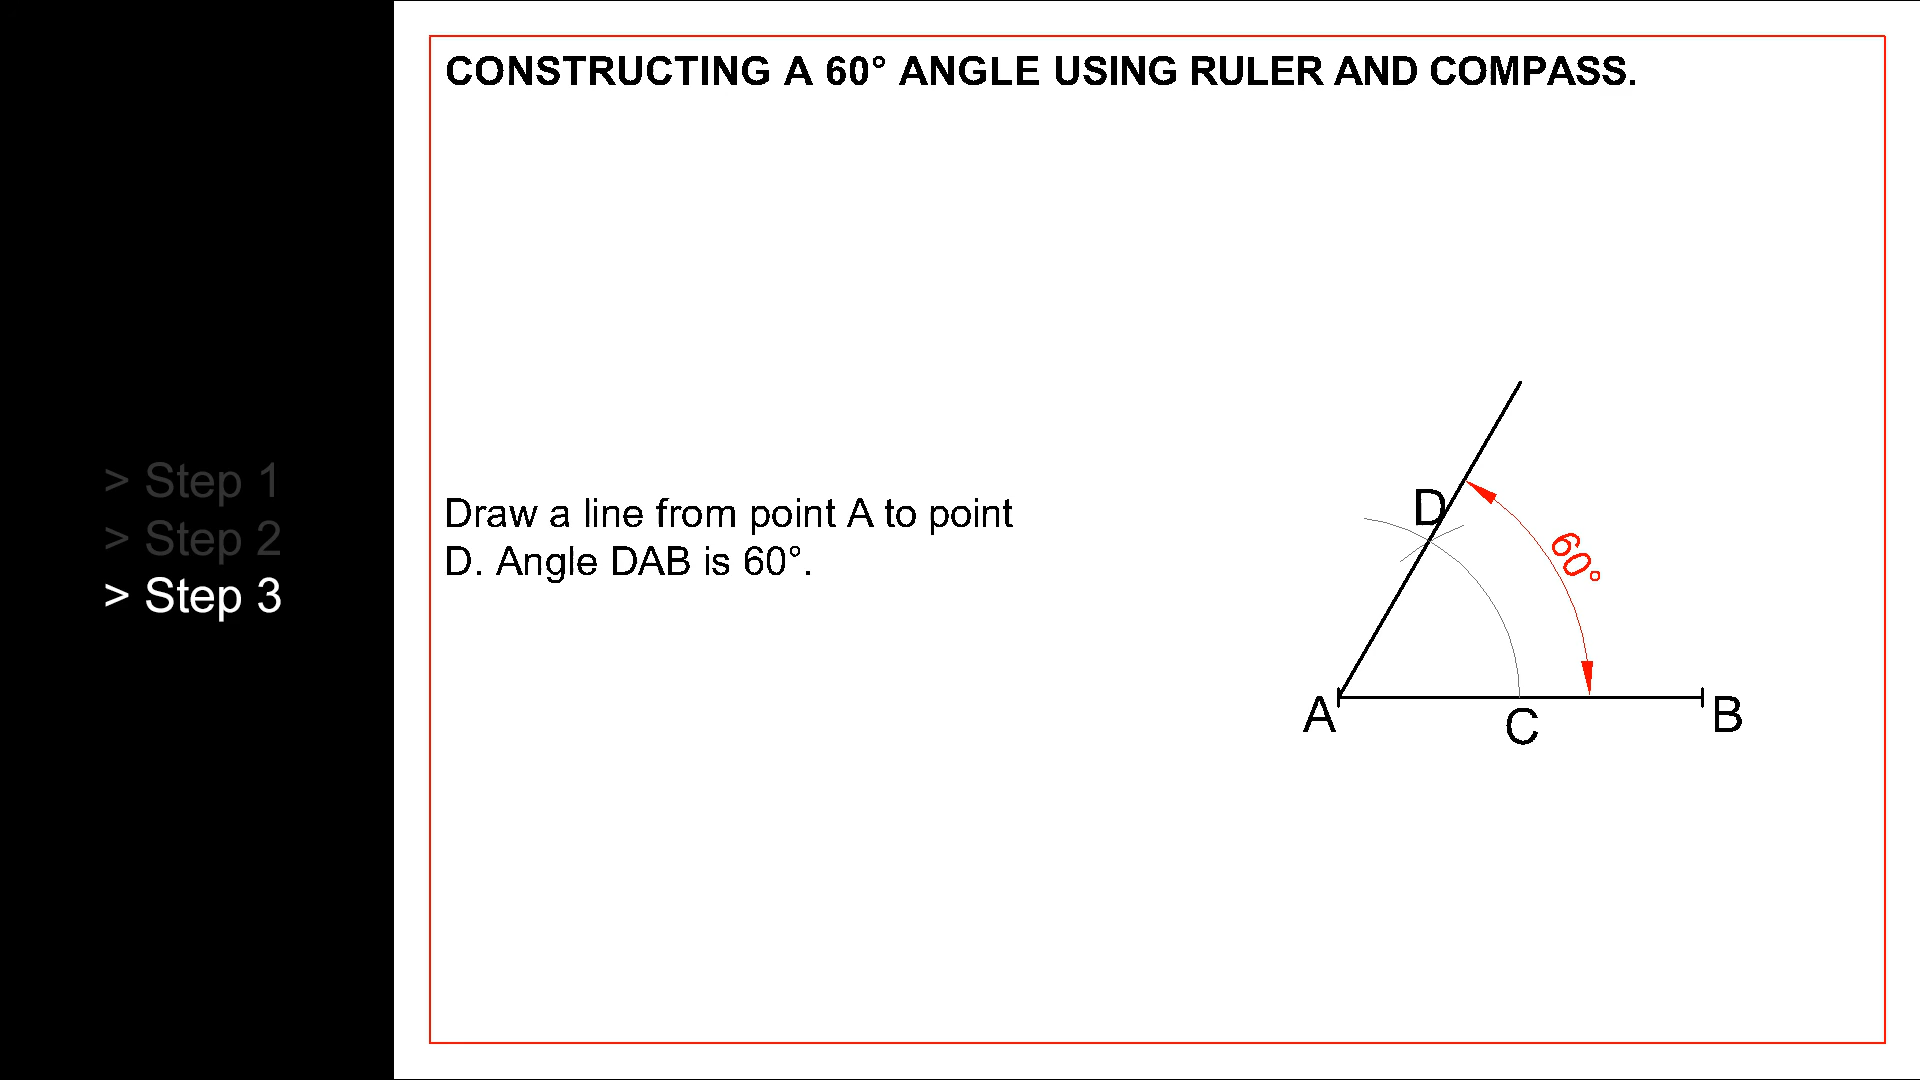 CONSTRUCTING A 60° ANGLE USING RULER AND COMPASS.
> Step 1
> Step 2
> Step 3
Draw a line from point A to point
D. Angle DAB is 60°.
D
60°
A
C
B